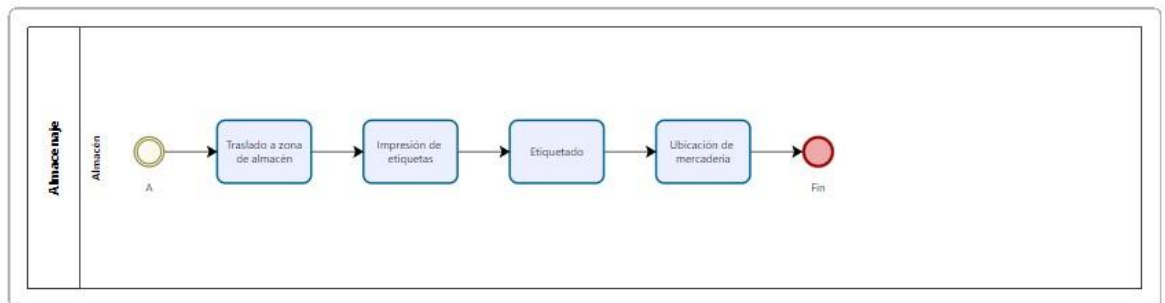 Almacenaje
Almacén
A
Traslado a zona
de almacén
Impresión de
etiquetas
Etiquetado
Ubicación de
mercadería
Fin